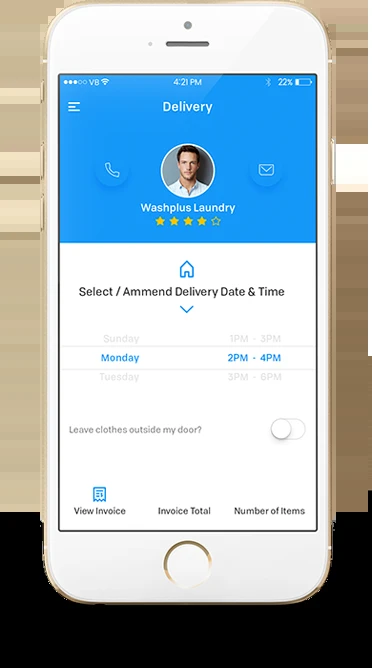 VB 4:21 PM 22%
Delivery
Washplus Laundry
Select / Ammend Delivery Date & Time
Sunday 1PM - 3PM
Monday 2PM - 4PM
Tuesday 3PM - 6PM
Leave clothes outside my door?
View Invoice Invoice Total Number of Items